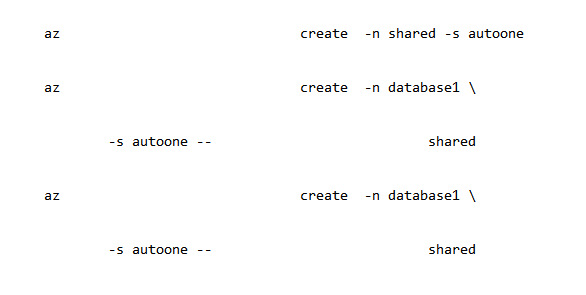 az create -n shared -s autoone
az create -n database1 \
-s autoone -- shared
az create -n database1 \
-s autoone -- shared